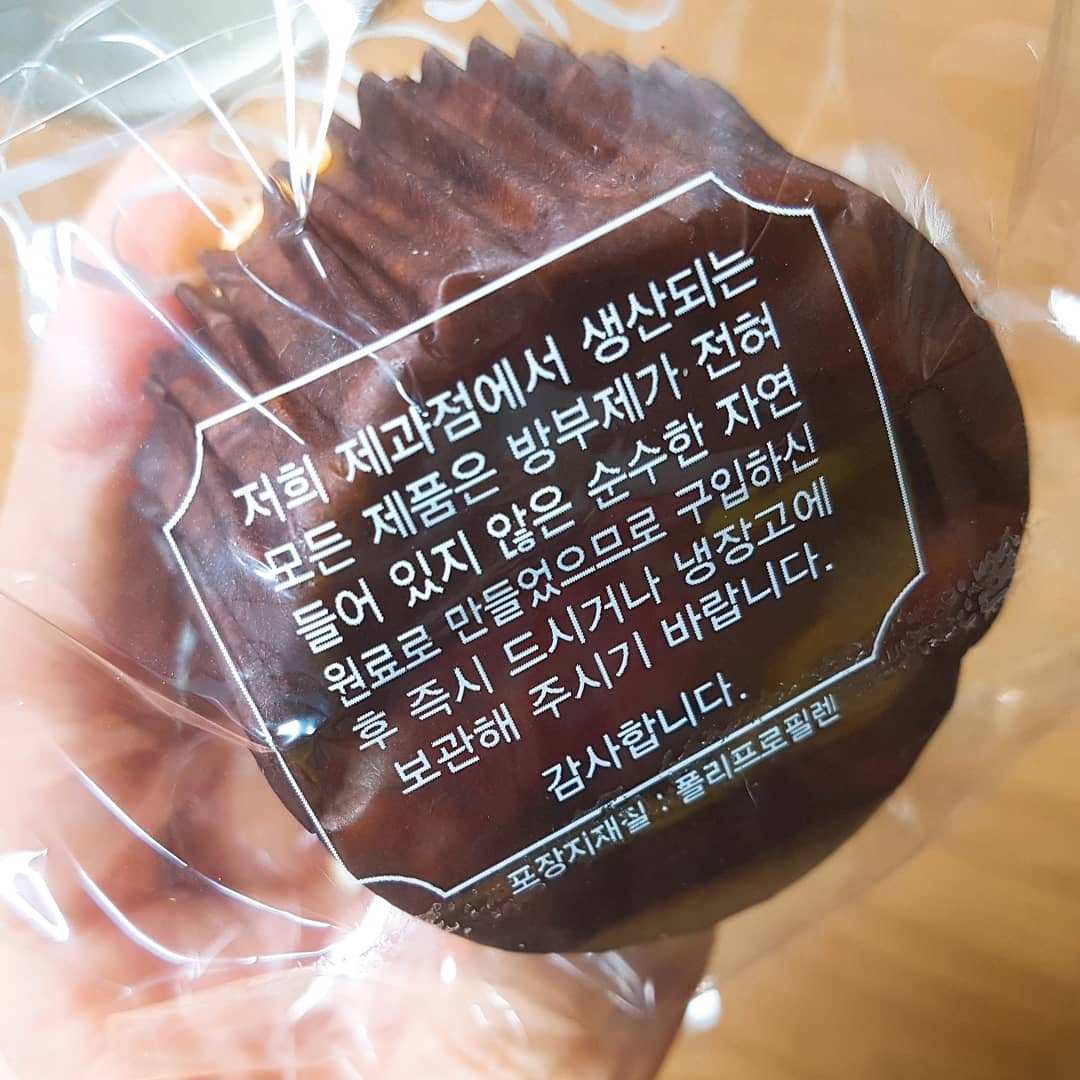 저희 제과점에서 생산되는
모든 제품은 방부제가 전혀
들어 있지 않은 순수한 자연
원료로 만들었으므로 구입하신
후 즉시 드시거나 냉장고에
보관해 주시기 바랍니다.
감사합니다.
포장지재질 : 폴리프로필렌